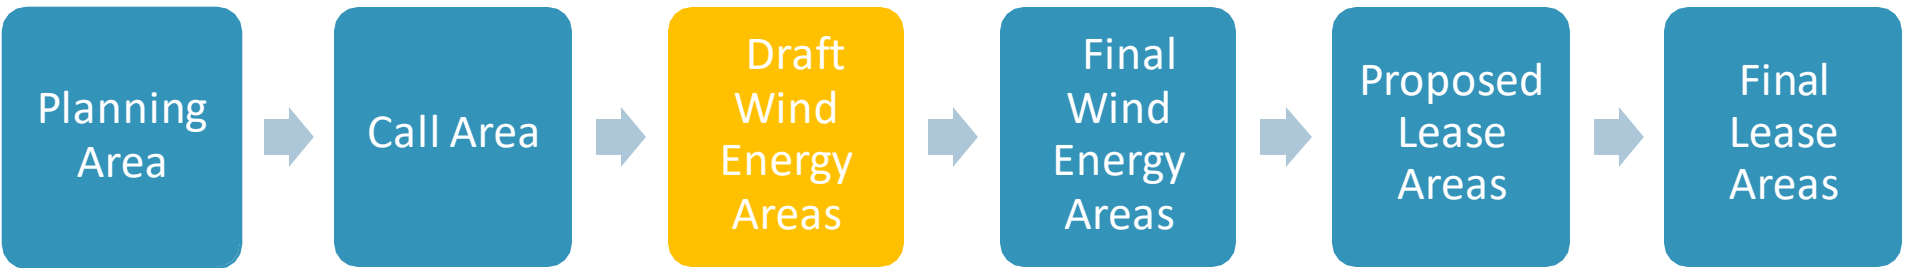 Planning
Area
Call Area
Draft
Wind
Energy
Areas
Final
Wind
Energy
Areas
Proposed
Lease
Areas
Final
Lease
Areas